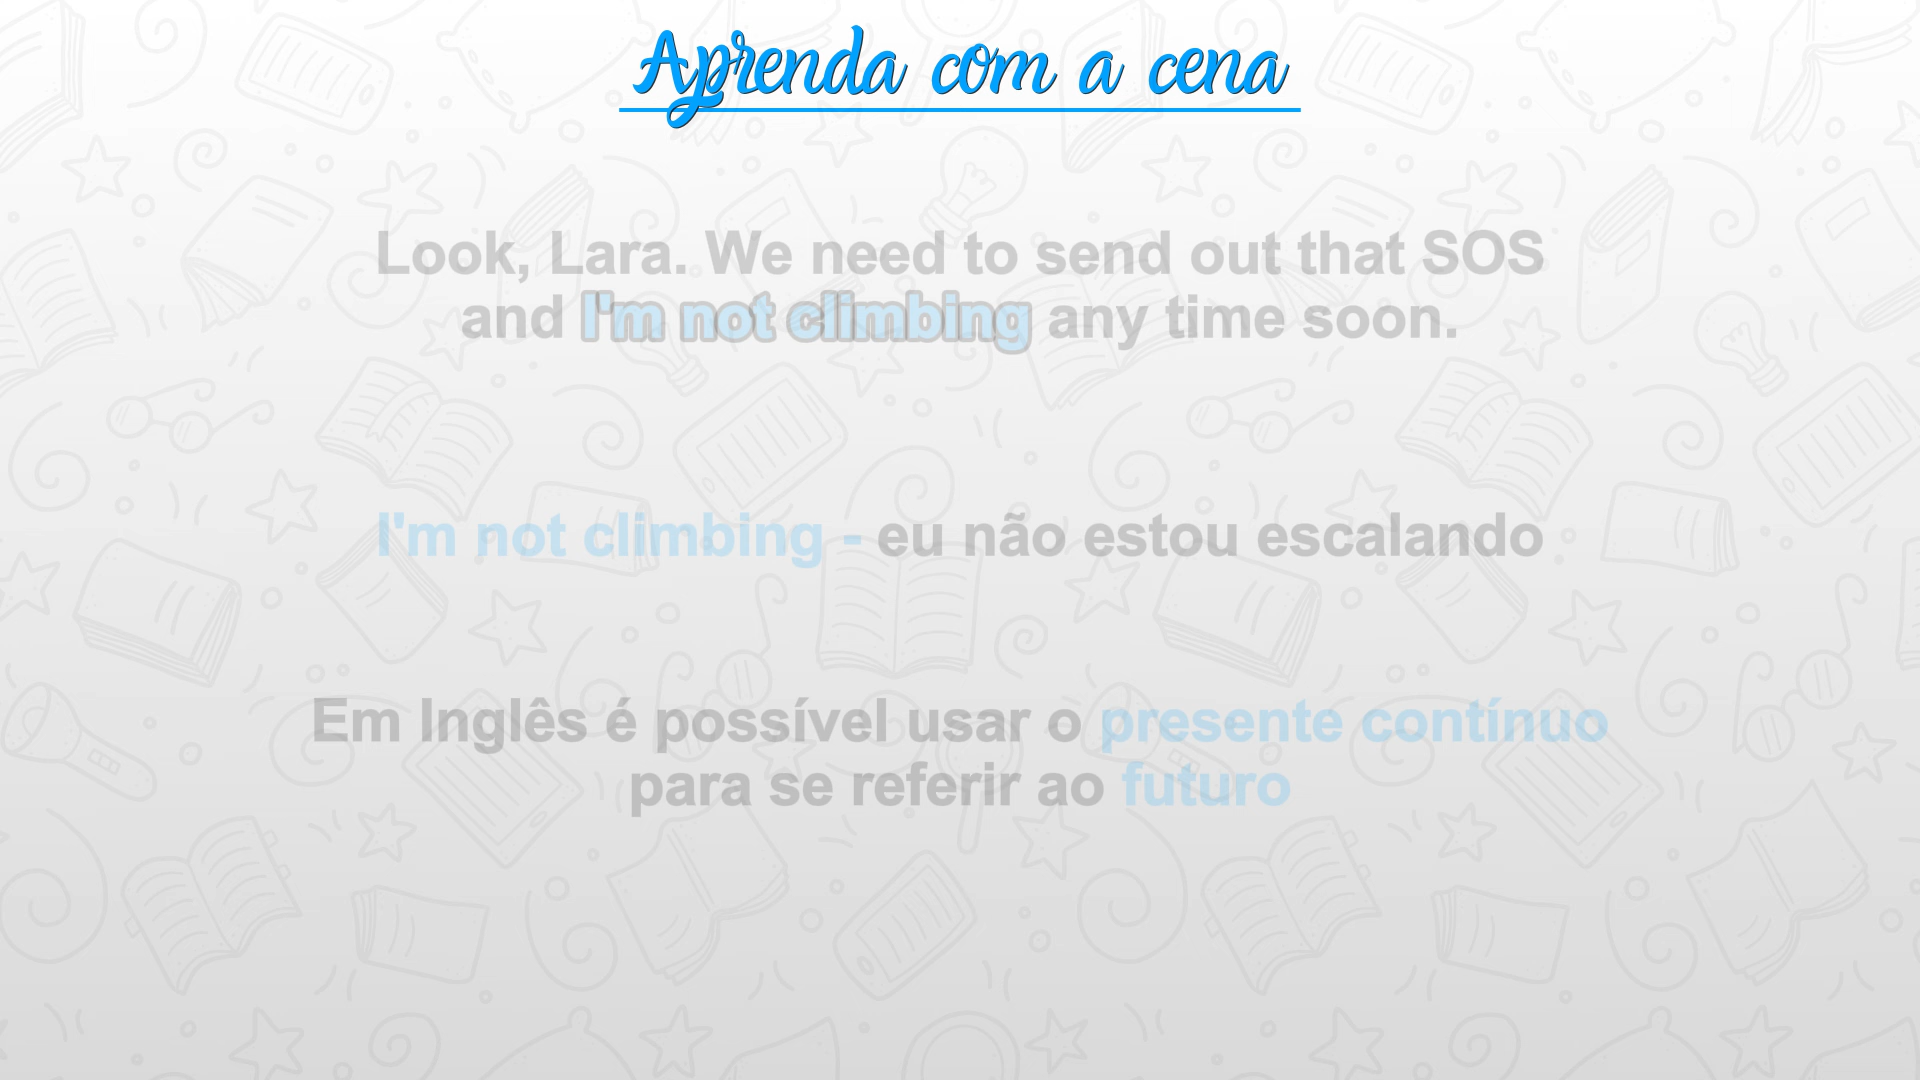 Aprenda com a cena
Look, Lara. We need to send out that SOS
and I'm not climbing any time soon.
I'm not climbing - eu não estou escalando
Em Inglês é possível usar o presente contínuo
para se referir ao futuro